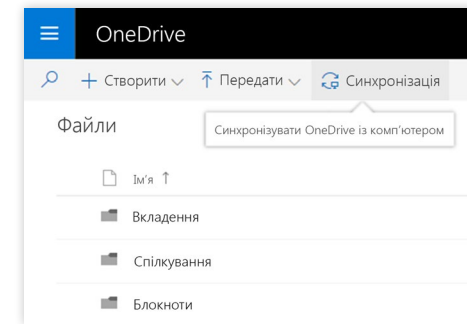 OneDrive
Створити Передати Синхронізація
Файли
Синхронізувати OneDrive із комп'ютером
Ім'я ↑
Вкладення
Спілкування
Блокноти